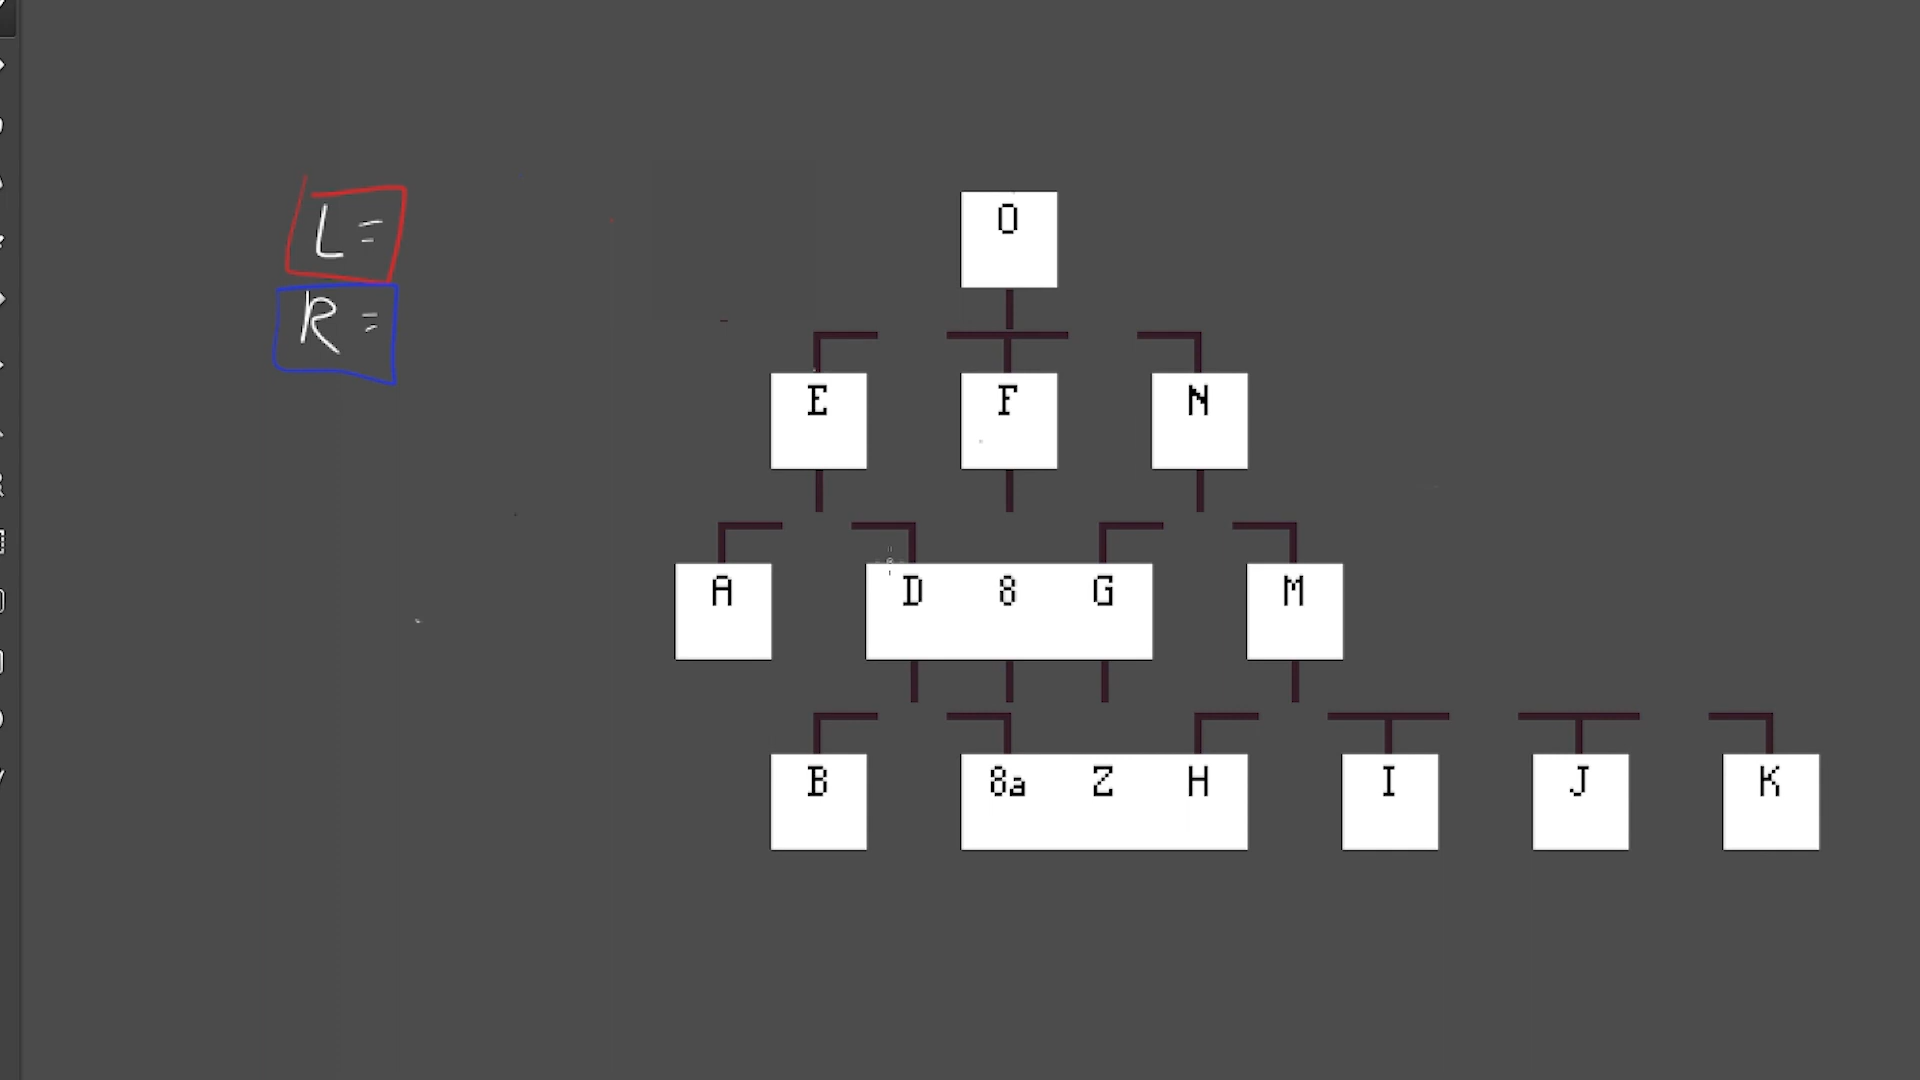 L =
R =
O
E F N
A D 8 G M
B 8a Z H I J K